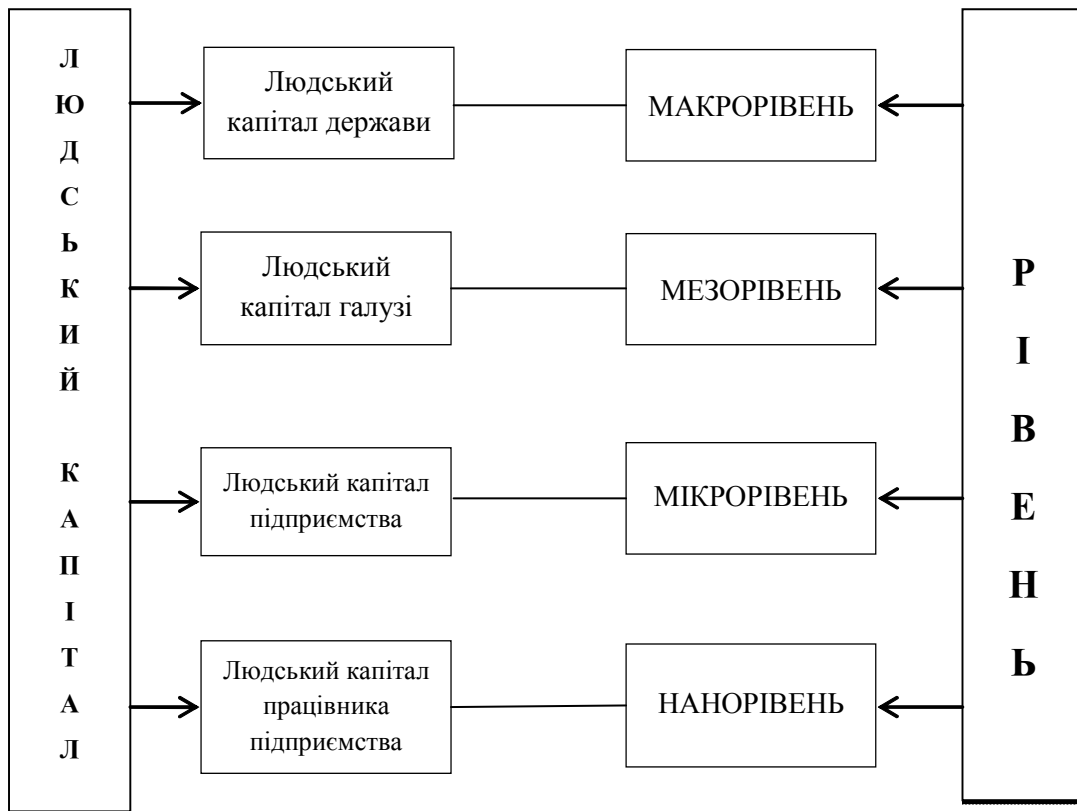 ЛЮДСЬКИЙ КАПІТАЛ
Людський
капітал держави
МАКРОРІВЕНЬ
Людський
капітал галузі
МЕЗОРІВЕНЬ
Людський капітал
підприємства
МІКРОРІВЕНЬ
Людський капітал
працівника
підприємства
НАНОРІВЕНЬ
РІВЕНЬ